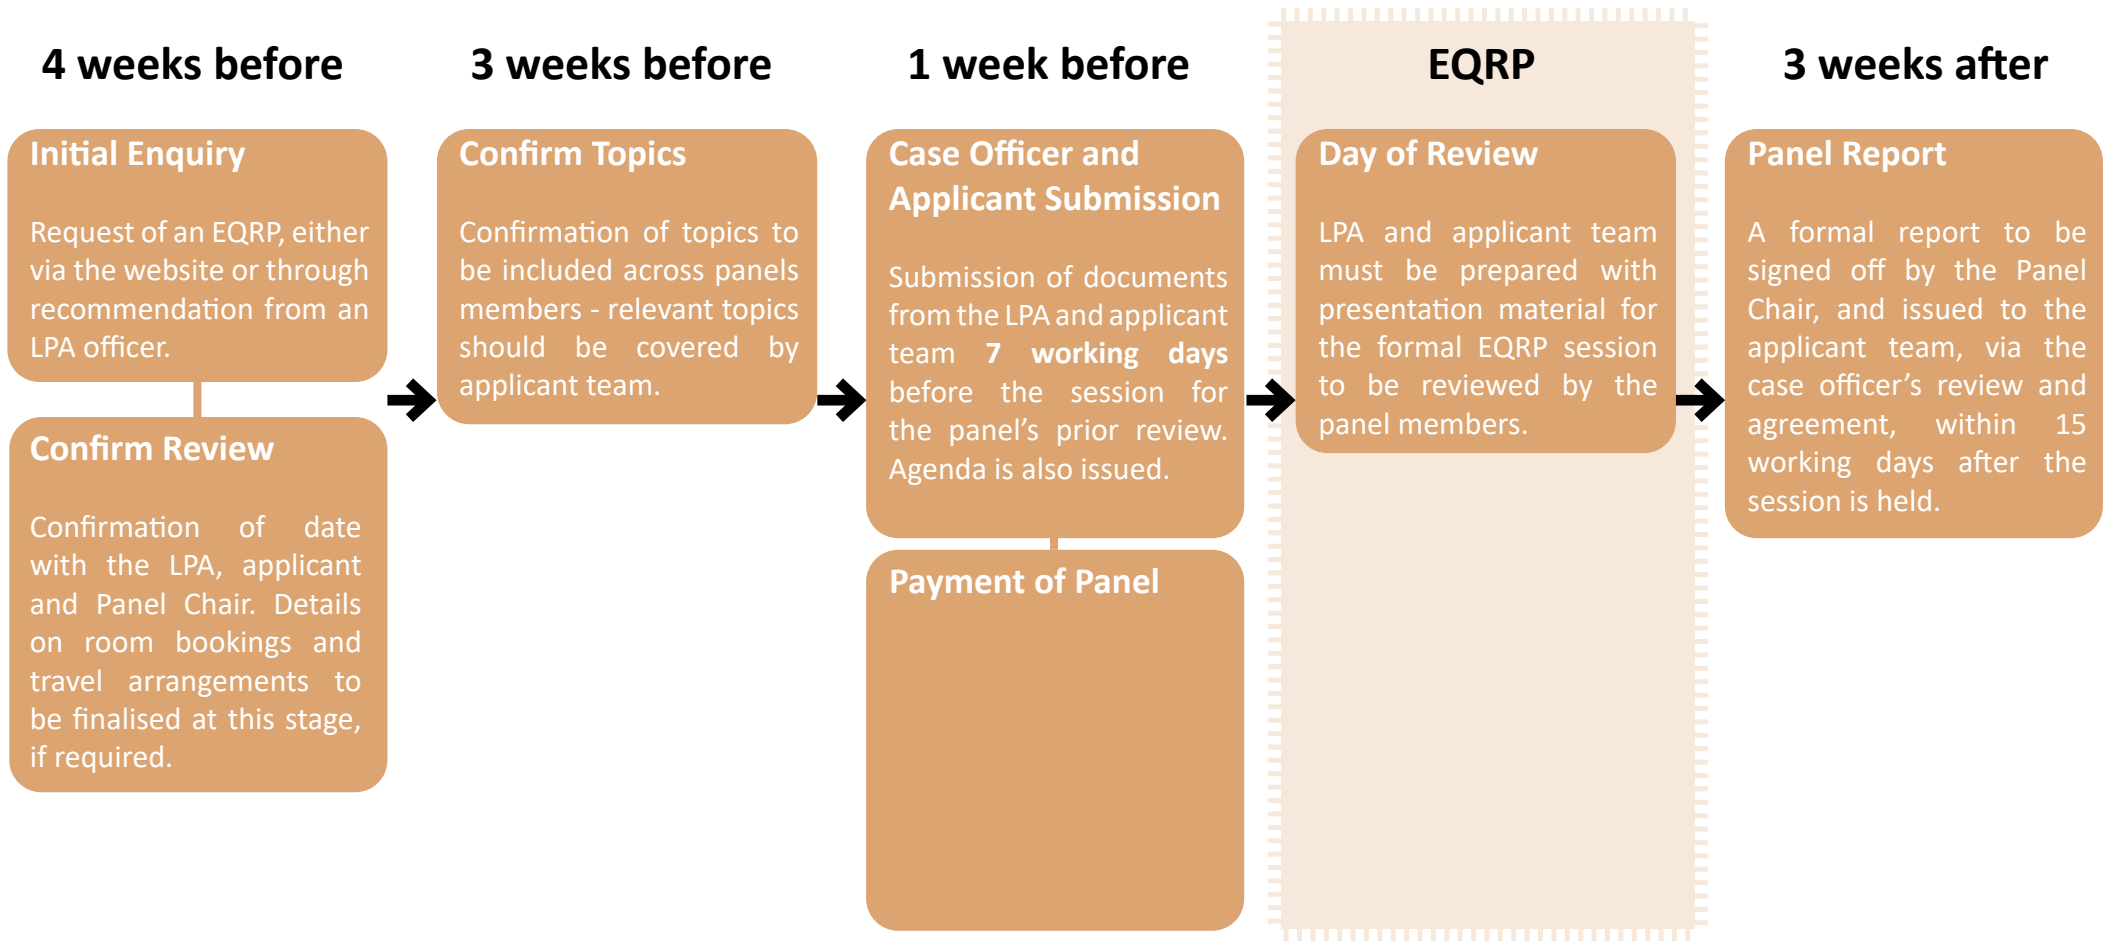 4 weeks before
Initial Enquiry
Request of an EQRP, either
via the website or through
recommendation from an
LPA officer.
Confirm Review
Confirmation of date
with the LPA, applicant
and Panel Chair. Details
on room bookings and
travel arrangements to
be finalised at this stage,
if required.
3 weeks before
Confirm Topics
Confirmation of topics to
be included across panels
members - relevant topics
should be covered by
applicant team.
1 week before
Case Officer and
Applicant Submission
Submission of documents
from the LPA and applicant
team 7 working days
before the session for
the panel's prior review.
Agenda is also issued.
Payment of Panel
EQRP
Day of Review
LPA and applicant team
must be prepared with
presentation material for
the formal EQRP session
to be reviewed by the
panel members.
3 weeks after
Panel Report
A formal report to be
signed off by the Panel
Chair, and issued to the
applicant team, via the
case officer's review and
agreement, within 15
working days after the
session is held.